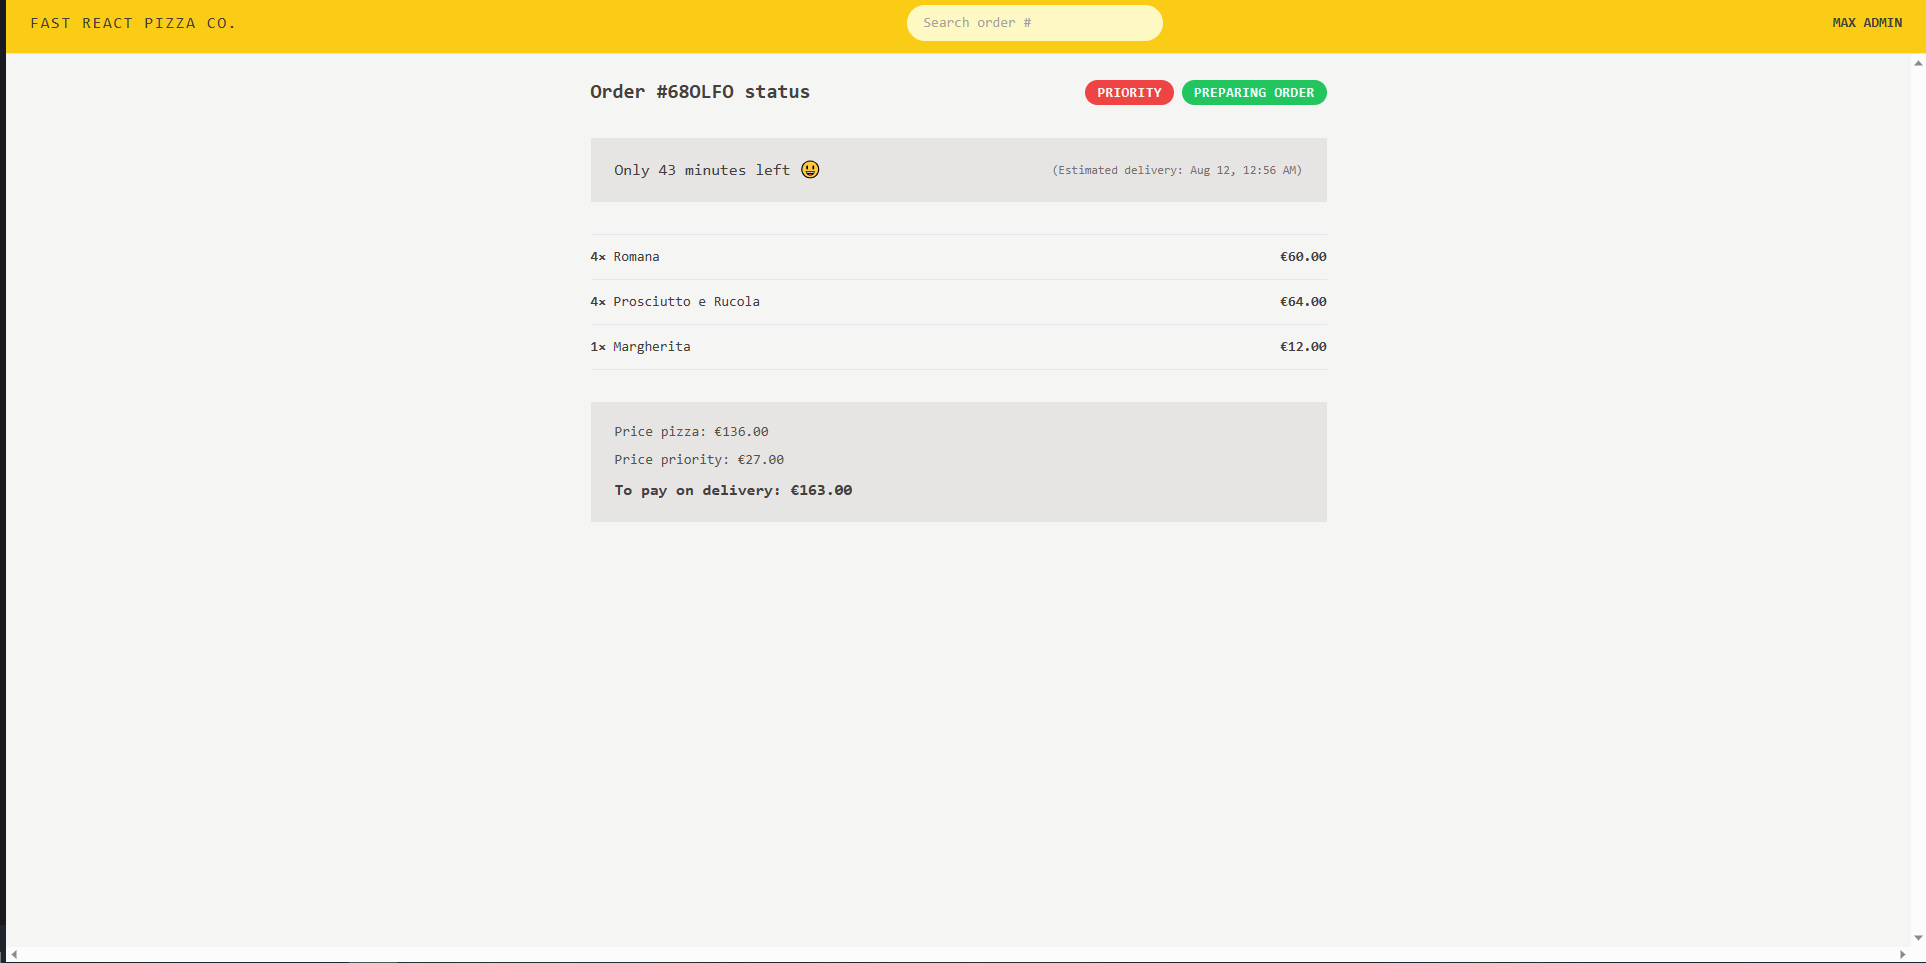 FAST REACT PIZZA CO.
Search order #
MAX ADMIN
Order #68OLFO status
PRIORITY
PREPARING ORDER
Only 43 minutes left 😃
(Estimated delivery: Aug 12, 12:56 AM)
4× Romana
€60.00
4× Prosciutto e Rucola
€64.00
1× Margherita
€12.00
Price pizza: €136.00
Price priority: €27.00
To pay on delivery: €163.00